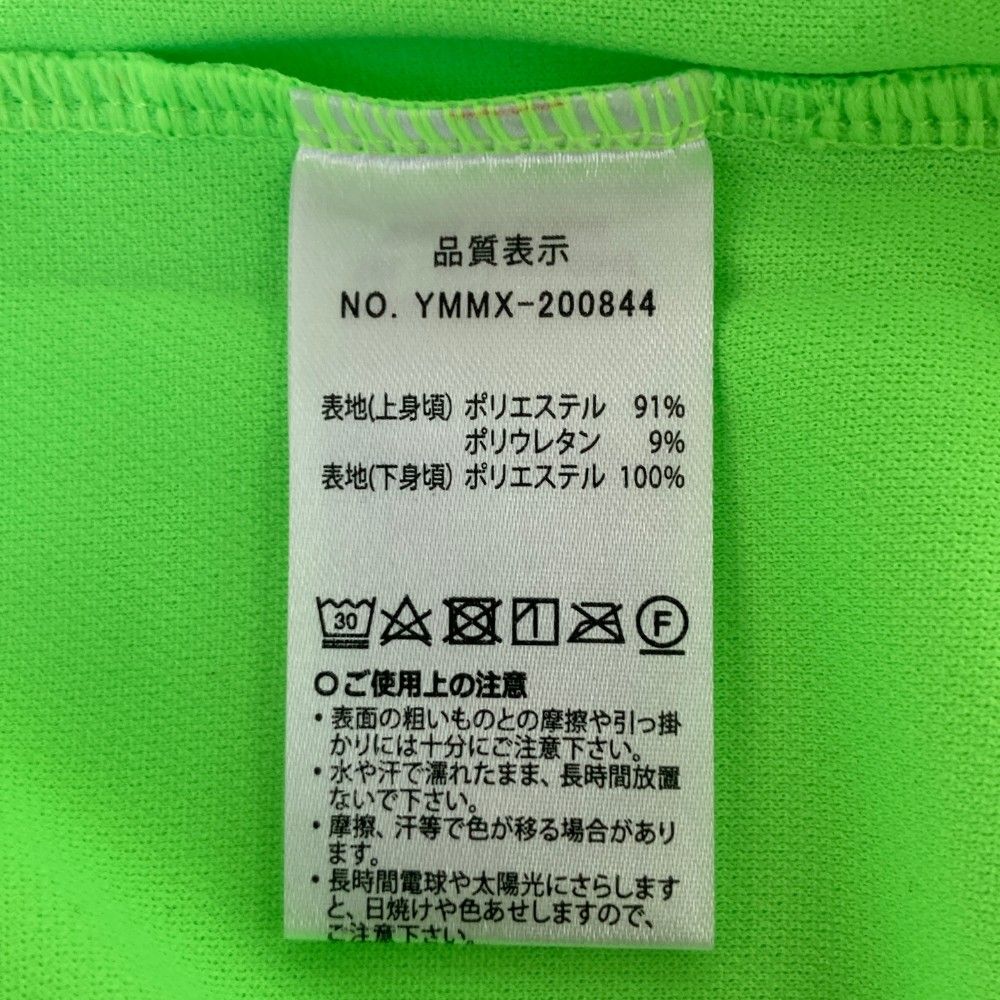 品質表示
NO. YMMX-200844
表地(上身頃) ポリエステル 91%
ポリウレタン 9%
表地(下身頃) ポリエステル 100%
30 F
○ご使用上の注意
・表面の粗いものとの摩擦や引っ掛
かりには十分にご注意下さい。
・水や汗で濡れたまま、長時間放置
ないで下さい。
・摩擦、汗等で色が移る場合があり
ます。
・長時間電球や太陽光にさらします
と、日焼けや色あせしますので、
ご注意下さい。